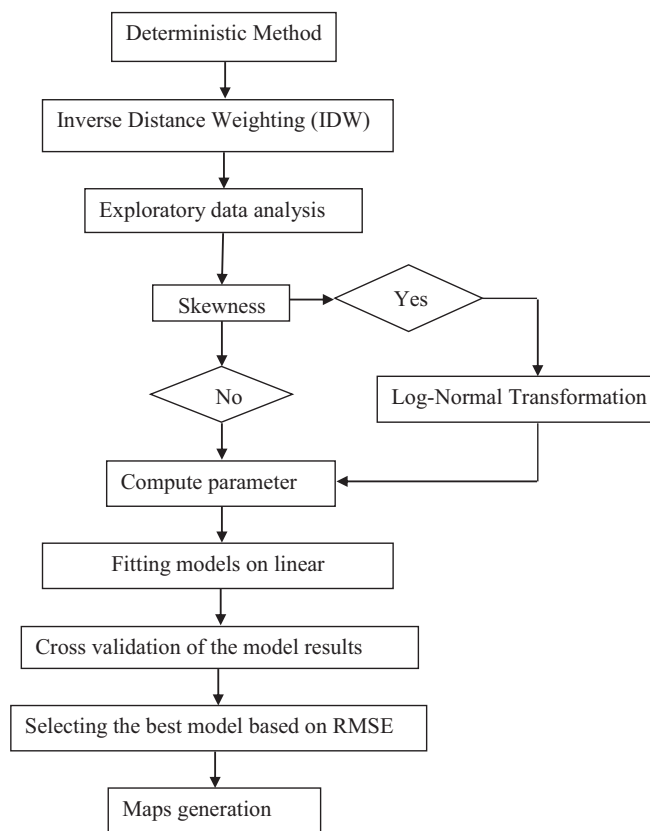 Deterministic Method
Inverse Distance Weighting (IDW)
Exploratory data analysis
Skewness
Yes
No
Log-Normal Transformation
Compute parameter
Fitting models on linear
Cross validation of the model results
Selecting the best model based on RMSE
Maps generation